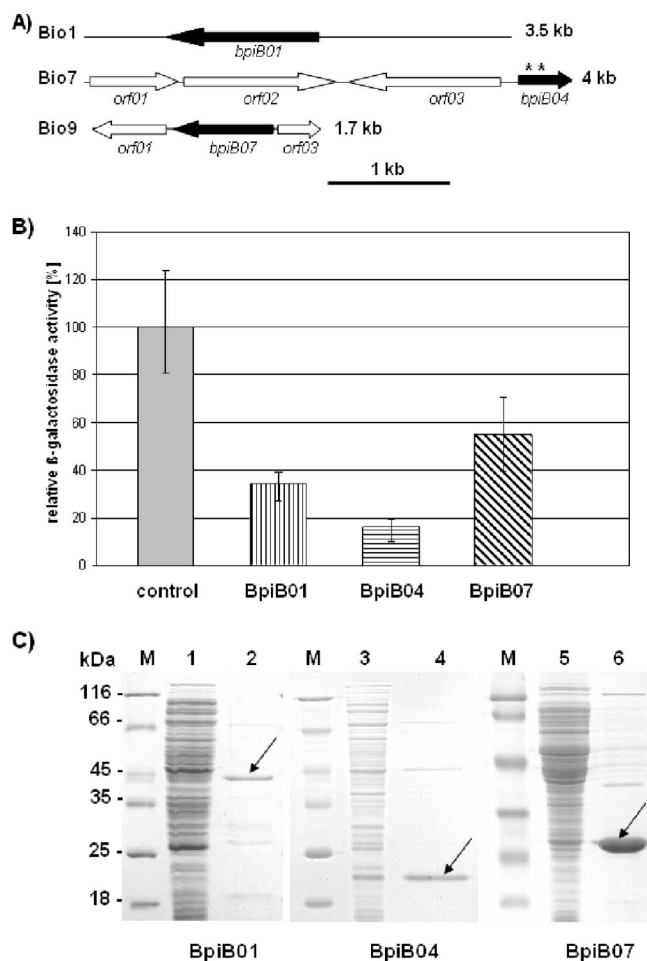 A)
Bio1 3.5 kb
bpiB01
Bio7 * * 4 kb
orf01 orf02 orf03 bpiB04
Bio9 1.7 kb
orf01 bpiB07 orf03
1 kb
B)
relative ß-galactosidase activity [%]
140
120
100
80
60
40
20
0
control BpiB01 BpiB04 BpiB07
C)
kDa M 1 2 M 3 4 M 5 6
116 -
66 -
45 -
35 -
25 -
18 -
BpiB01 BpiB04 BpiB07